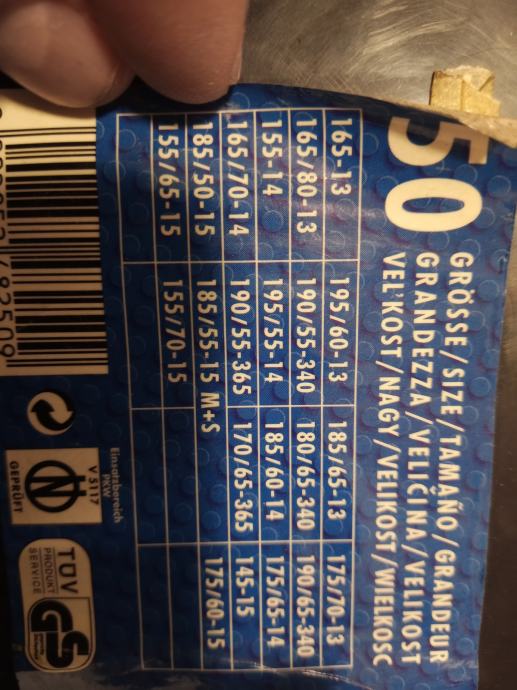 50
GRÖSSE/SIZE/TAMAÑO/GRANDEUR
GRANDEZZA/VELIČINA/VELIKOST
VEĽKOST/NAGY/VELIKOST/WIELKOSC
165-13 195/60-13 185/65-13 175/70-13
165/80-13 190/55-340 180/65-340 190/65-340
155-14 195/55-14 185/60-14 175/65-14
165/70-14 190/55-365 170/65-365 145-15
185/50-15 185/55-15 M+S 175/60-15
155/65-15 155/70-15
Einsatzbereich
PKW
V 5117
N
GEPRÜFT
TÜV
PRODUKT
SERVICE
GS